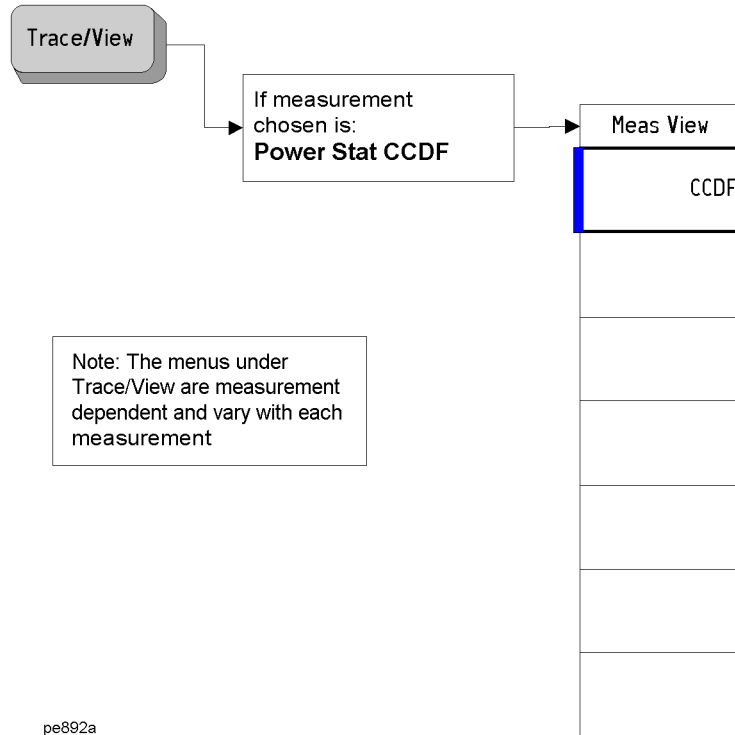 Trace/View
If measurement
chosen is:
Power Stat CCDF
Meas View
CCDF
Note: The menus under
Trace/View are measurement
dependent and vary with each
measurement
pe892a